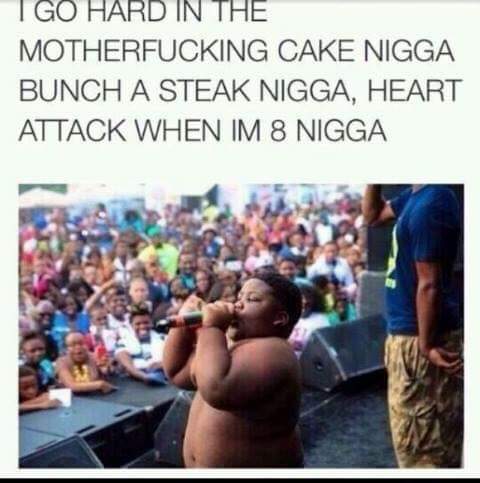 I GO HARD IN THE
MOTHERFUCKING CAKE NIGGA
BUNCH A STEAK NIGGA, HEART
ATTACK WHEN IM 8 NIGGA